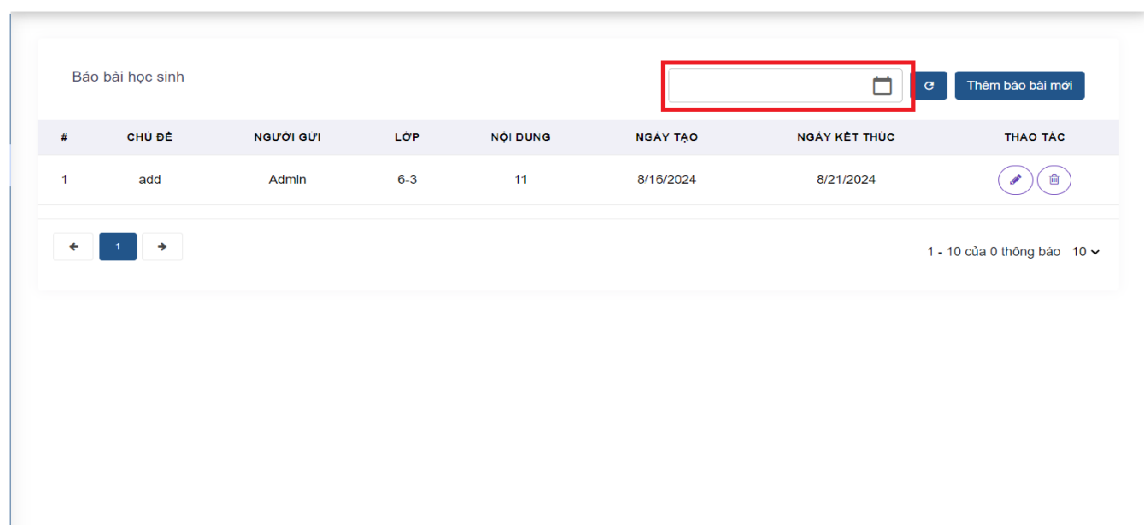 Báo bài học sinh
Thêm báo bài mới
# CHỦ ĐỀ NGƯỜI GỬI LỚP NỘI DUNG NGÀY TẠO NGÀY KẾT THÚC THAO TÁC
1 add Admin 6-3 11 8/16/2024 8/21/2024
1
1 - 10 của 0 thông báo 10